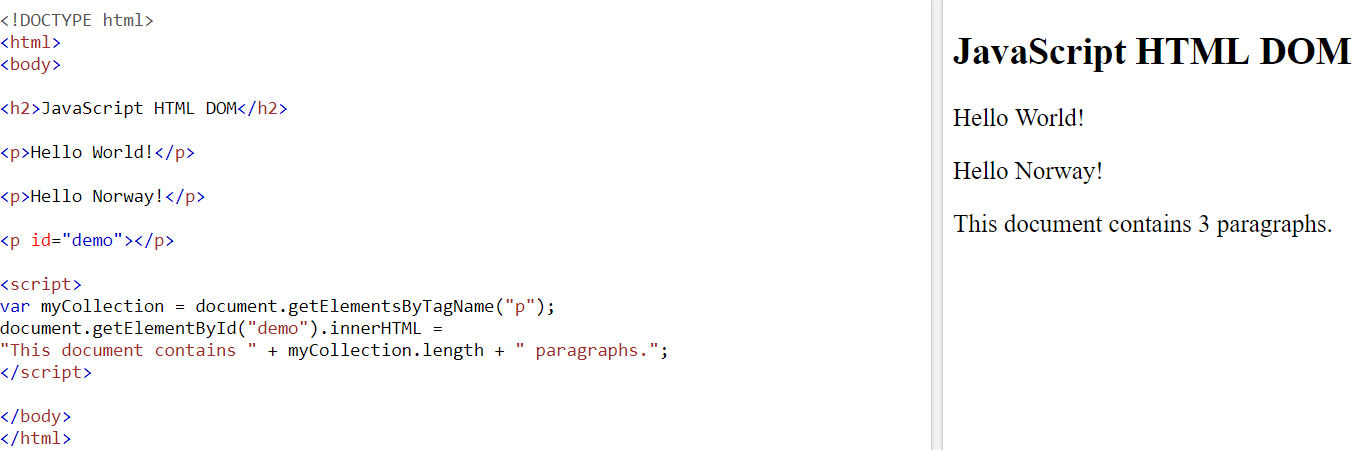 <!DOCTYPE html>
<html>
<body>
<h2>JavaScript HTML DOM</h2>
<p>Hello World!</p>
<p>Hello Norway!</p>
<p id="demo"></p>
<script>
var myCollection = document.getElementsByTagName("p");
document.getElementById("demo").innerHTML =
"This document contains " + myCollection.length + " paragraphs.";
</script>
</body>
</html>
JavaScript HTML DOM
Hello World!
Hello Norway!
This document contains 3 paragraphs.